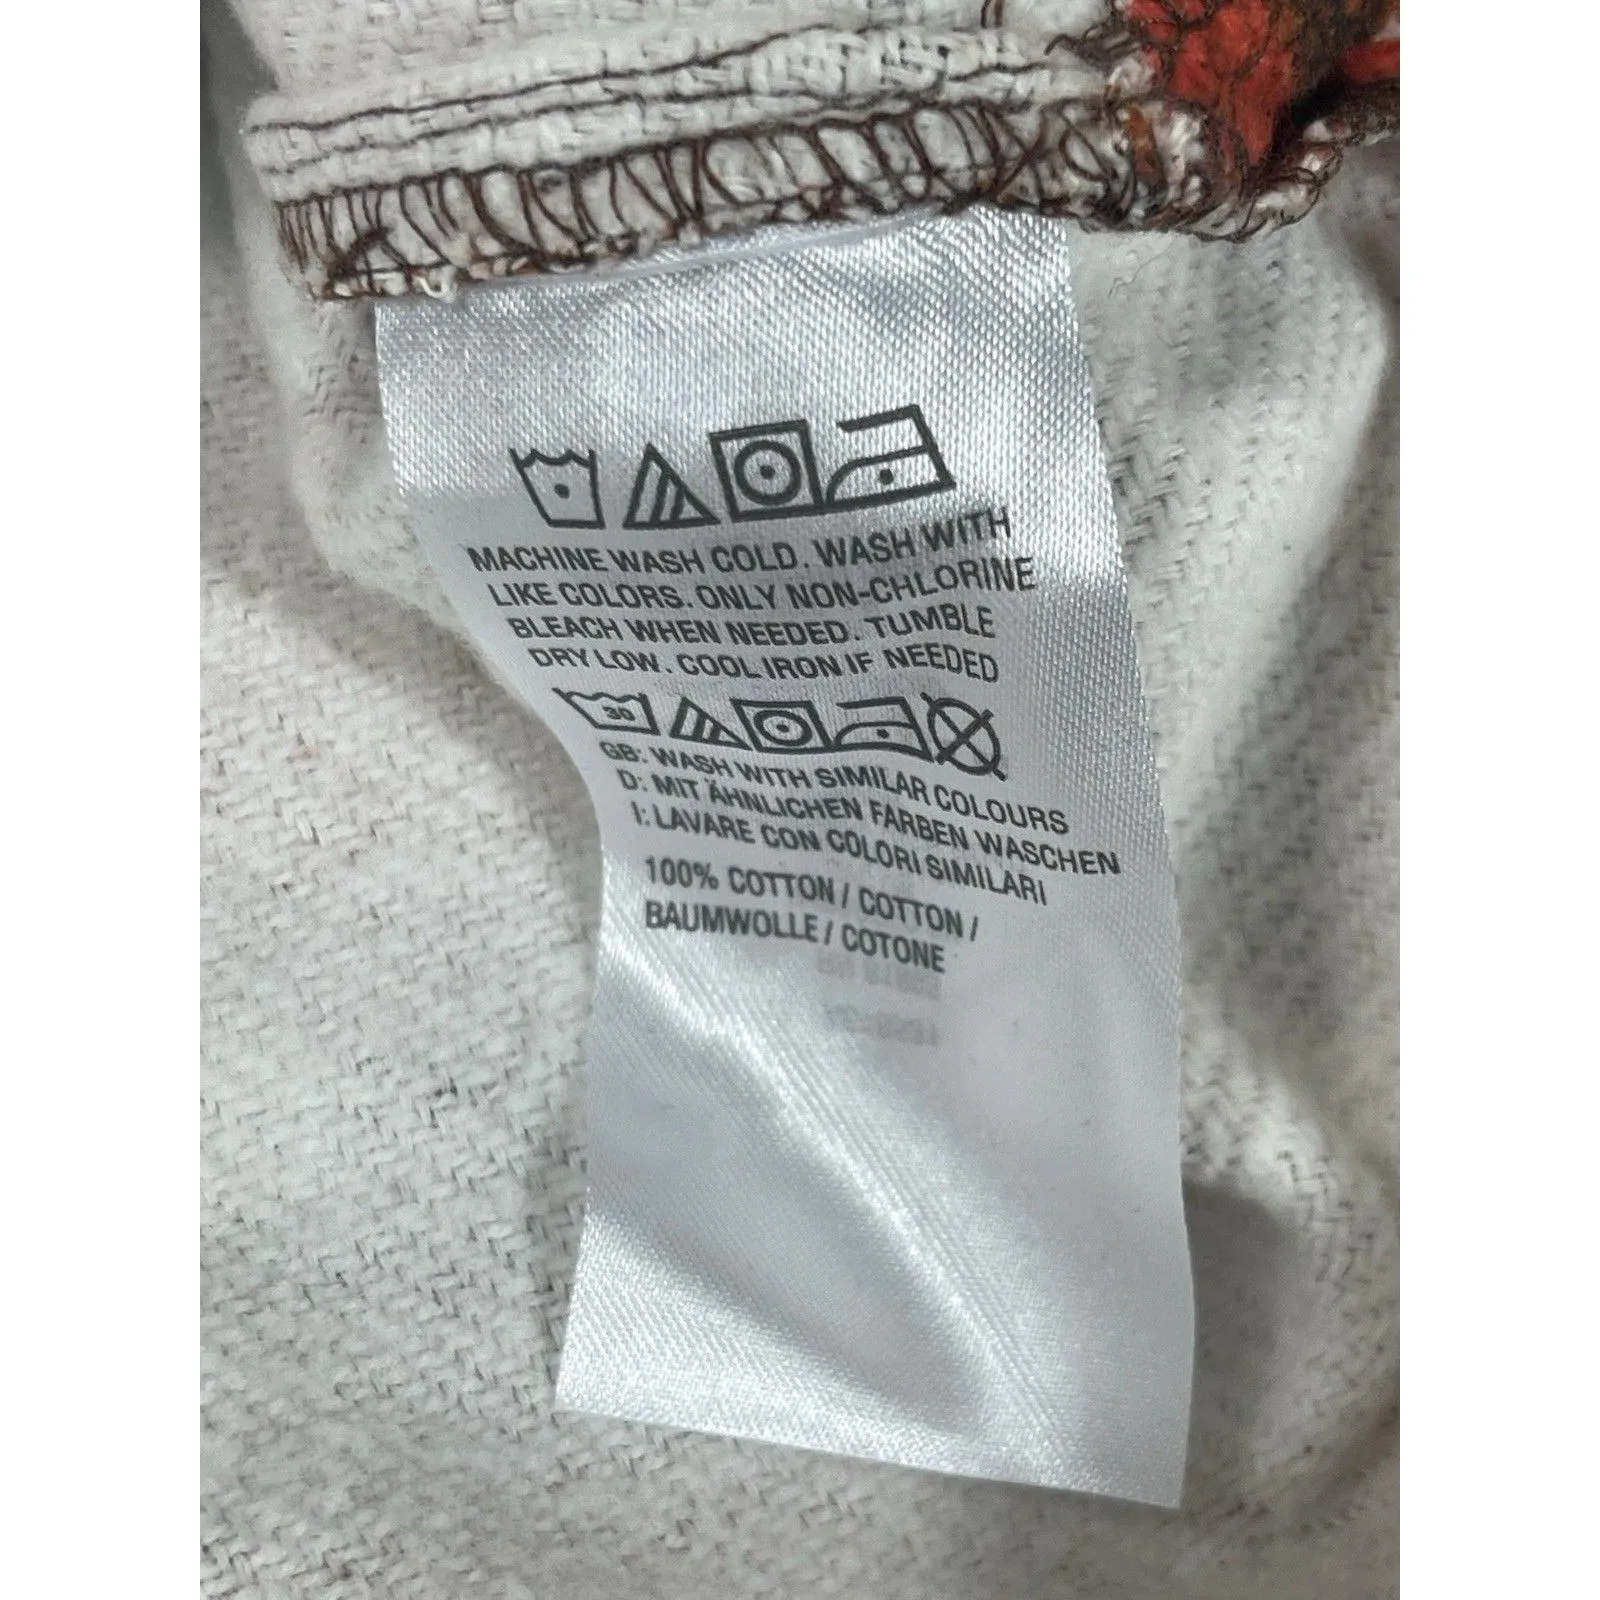 MACHINE WASH COLD. WASH WITH
LIKE COLORS. ONLY NON-CHLORINE
BLEACH WHEN NEEDED. TUMBLE
DRY LOW. COOL IRON IF NEEDED
30
GB: WASH WITH SIMILAR COLOURS
D: MIT ÄHNLICHEN FARBEN WASCHEN
I: LAVARE CON COLORI SIMILARI
100% COTTON / COTTON /
BAUMWOLLE / COTONE